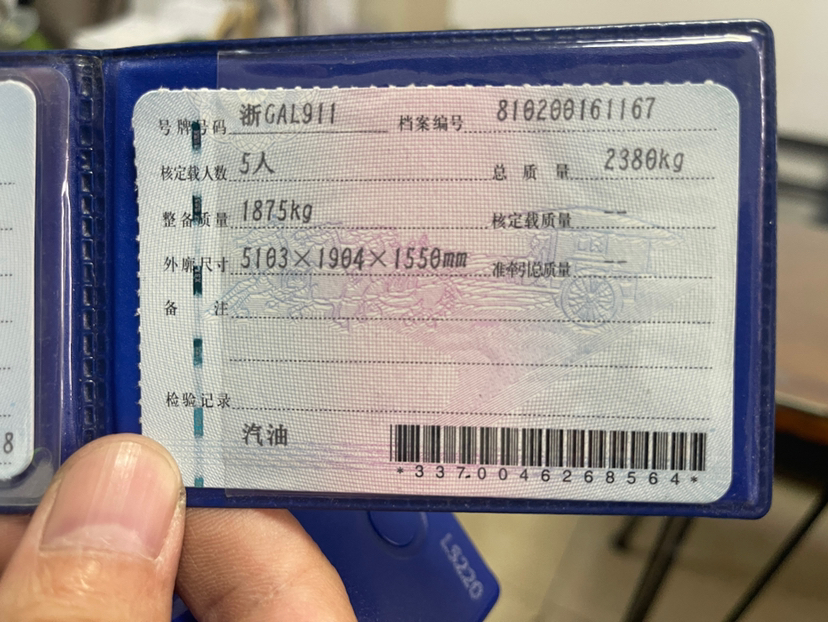 号牌号码 浙GAL911 档案编号 810200161167
核定载人数 5人 总质量 2380kg
整备质量 1875kg 核定载质量 --
外廓尺寸 5103×1904×1550mm 准牵引总质量 --
备注
检验记录
汽油
*3370046268564*
8
LS220